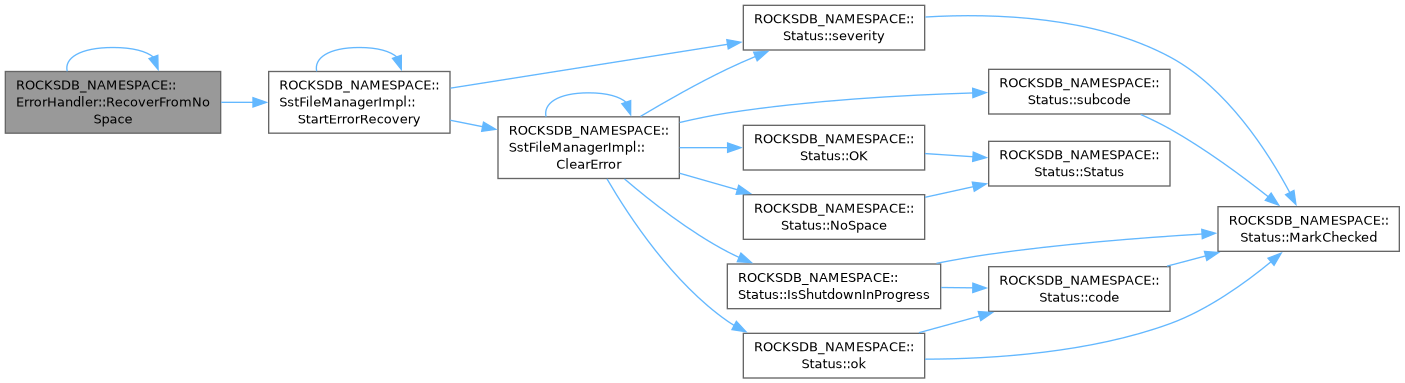 ROCKSDB_NAMESPACE::
ErrorHandler::RecoverFromNo
Space
ROCKSDB_NAMESPACE::
SstFileManagerImpl::
StartErrorRecovery
ROCKSDB_NAMESPACE::
SstFileManagerImpl::
ClearError
ROCKSDB_NAMESPACE::
Status::severity
ROCKSDB_NAMESPACE::
Status::subcode
ROCKSDB_NAMESPACE::
Status::OK
ROCKSDB_NAMESPACE::
Status::Status
ROCKSDB_NAMESPACE::
Status::NoSpace
ROCKSDB_NAMESPACE::
Status::MarkChecked
ROCKSDB_NAMESPACE::
Status::IsShutdownInProgress
ROCKSDB_NAMESPACE::
Status::code
ROCKSDB_NAMESPACE::
Status::ok